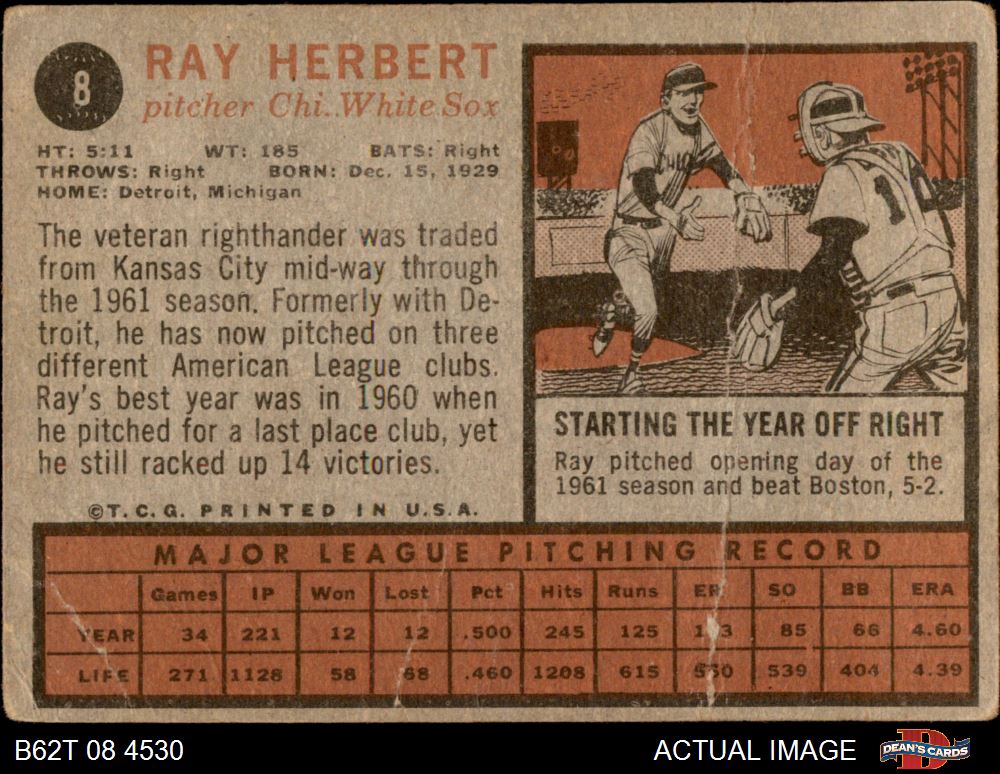 8
RAY HERBERT
pitcher Chi. White Sox
HT: 5:11 WT: 185 BATS: Right
THROWS: Right BORN: Dec. 15, 1929
HOME: Detroit, Michigan
The veteran righthander was traded
from Kansas City mid-way through
the 1961 season. Formerly with De-
troit, he has now pitched on three
different American League clubs.
Ray's best year was in 1960 when
he pitched for a last place club, yet
he still racked up 14 victories.
©T.C.G. PRINTED IN U.S.A.
CHICA
1
STARTING THE YEAR OFF RIGHT
Ray pitched opening day of the
1961 season and beat Boston, 5-2.
MAJOR LEAGUE PITCHING RECORD
Games IP Won Lost Pct Hits Runs ER SO BB ERA
YEAR 34 221 12 12 .500 245 125 113 85 66 4.60
LIFE 271 1128 58 68 .460 1208 615 550 539 404 4.39
B62T 08 4530 ACTUAL IMAGE DEAN'S CARDS